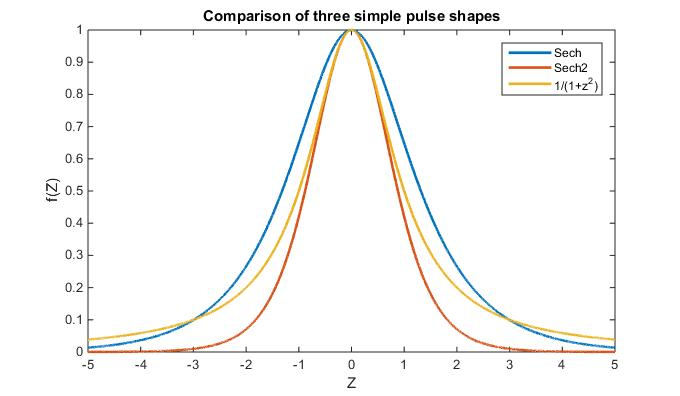 Comparison of three simple pulse shapes
1
0.9
0.8
0.7
0.6
0.5
0.4
0.3
0.2
0.1
0
f(Z)
Sech
Sech2
1/(1+z²)
-5 -4 -3 -2 -1 0 1 2 3 4 5
Z